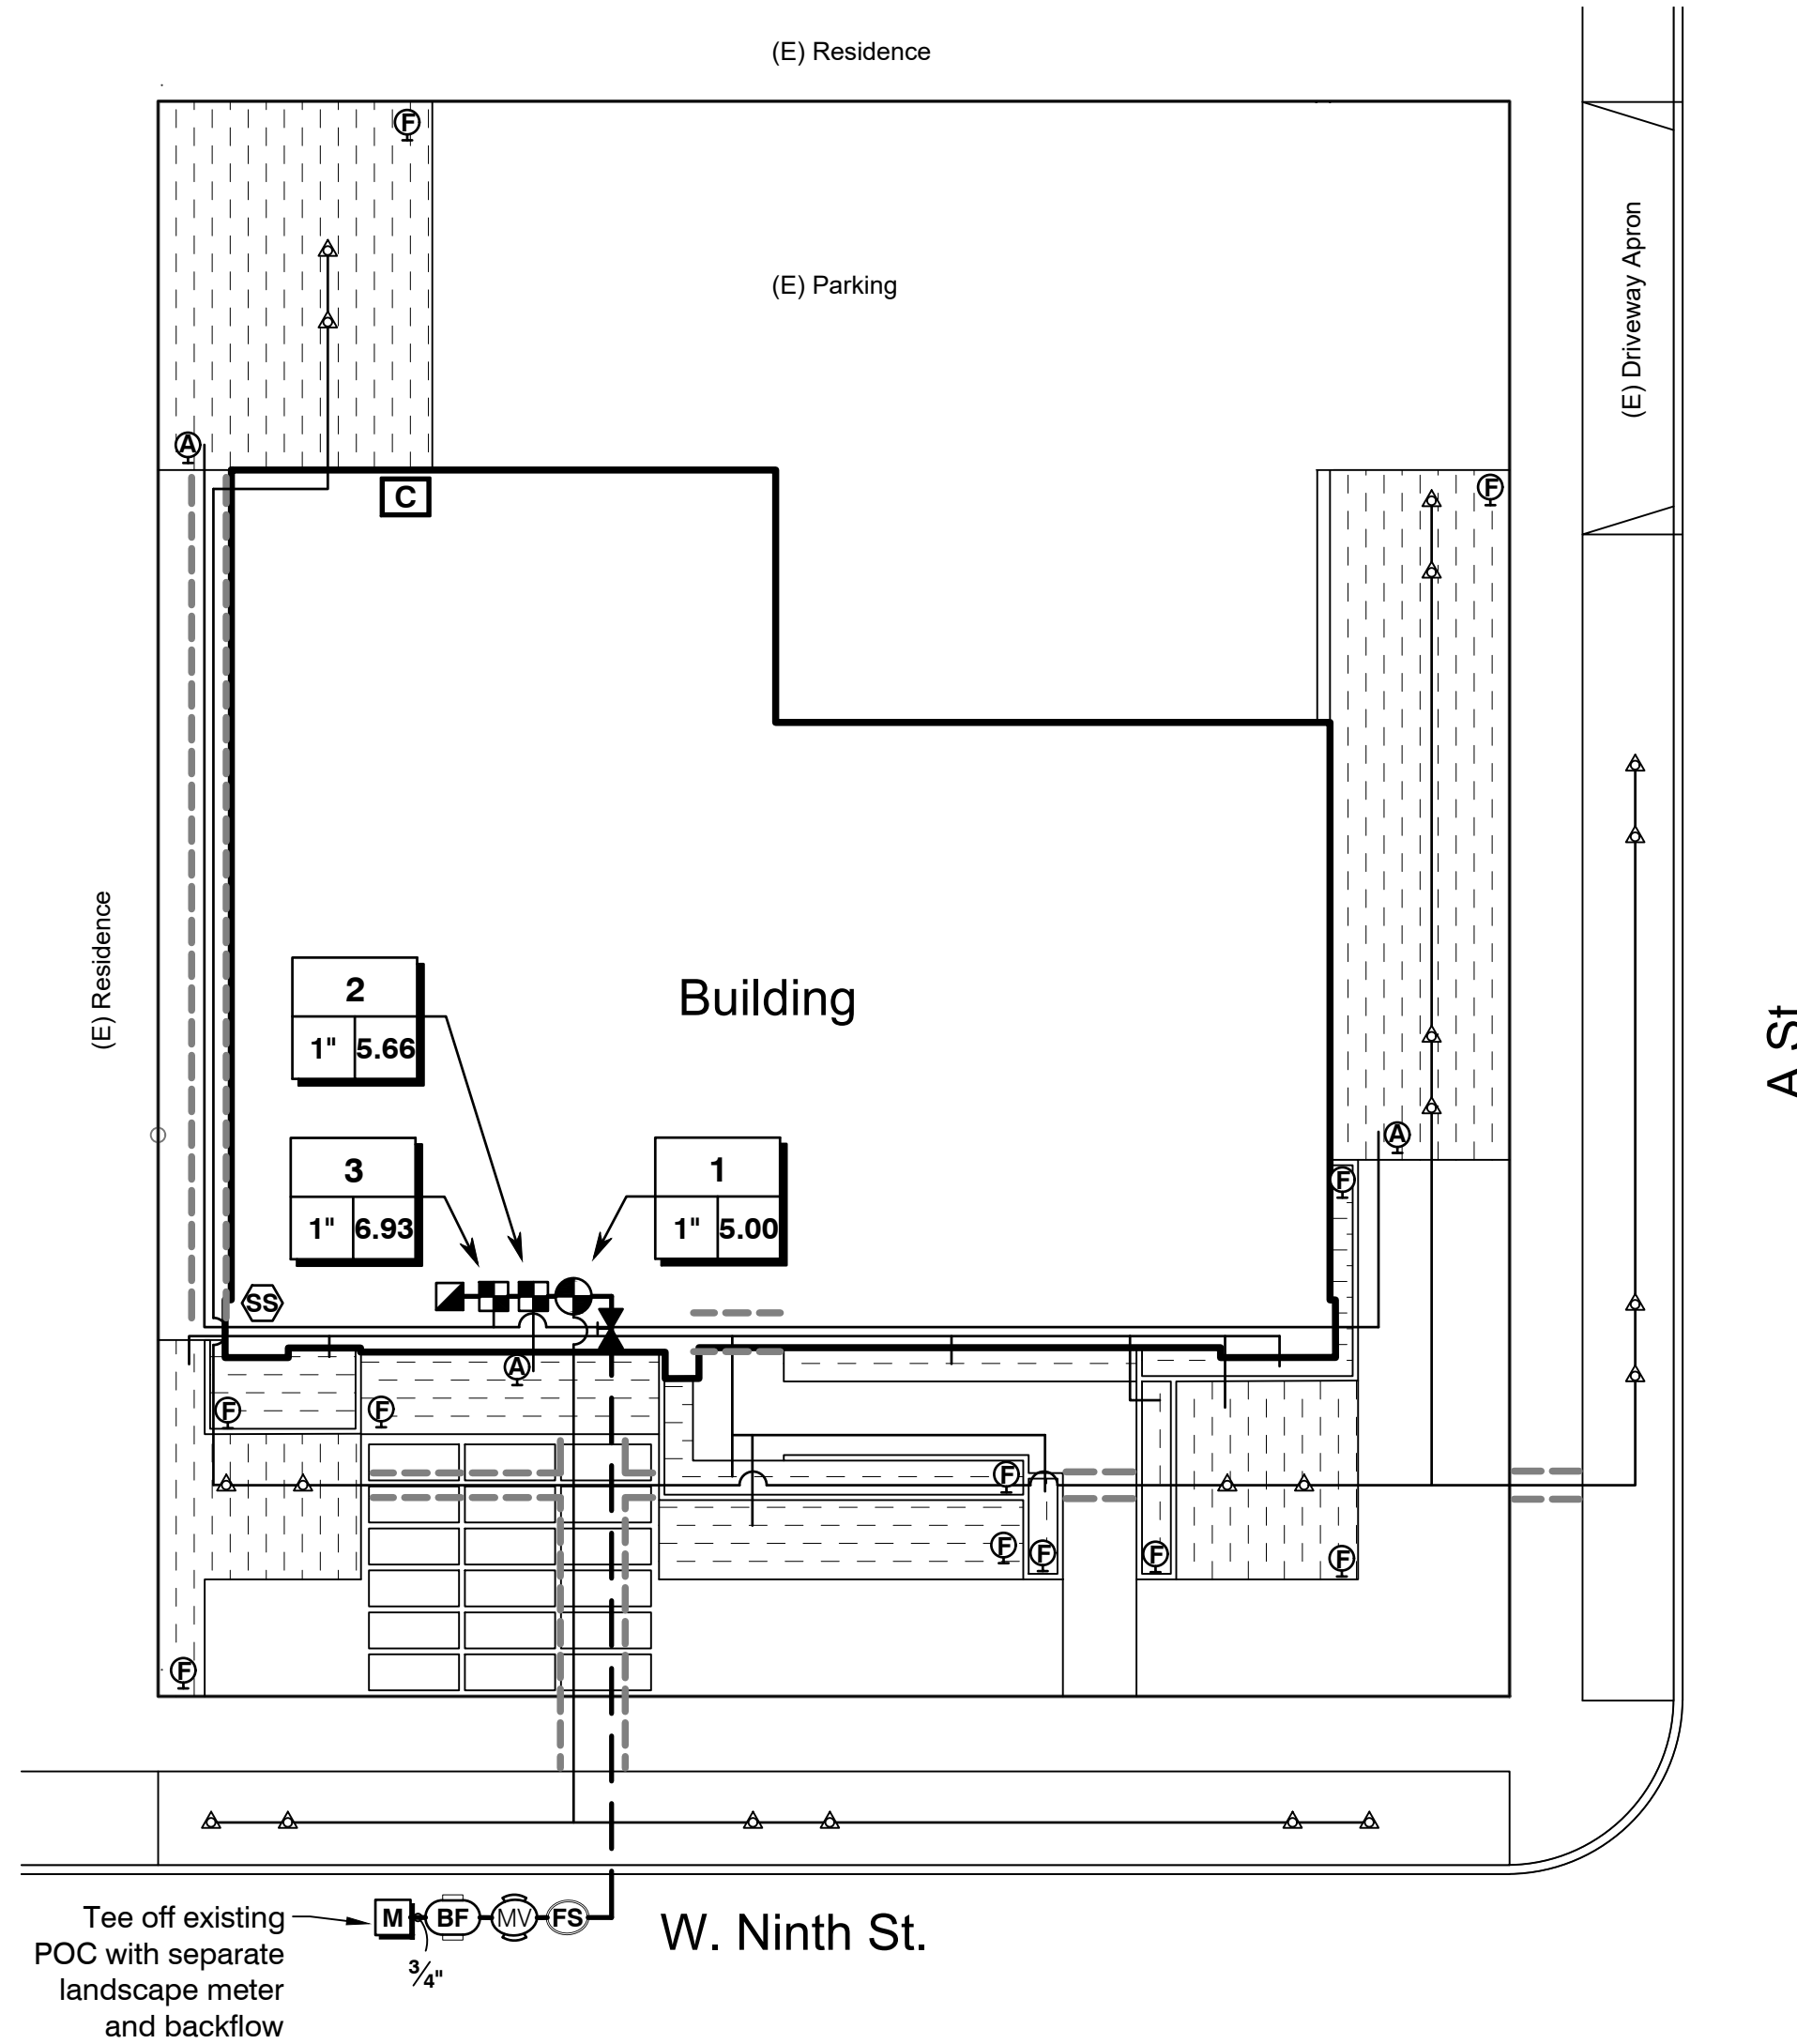 (E) Residence
F
(E) Parking
(E) Driveway Apron
A
C
F
(E) Residence
2
1" 5.66
Building
A St
A
3
1" 6.93
1
1" 5.00
F
SS
A
F
F
F
F
F
F
F
F
Tee off existing
POC with separate
landscape meter
and backflow
M BF MV FS
3/4"
W. Ninth St.